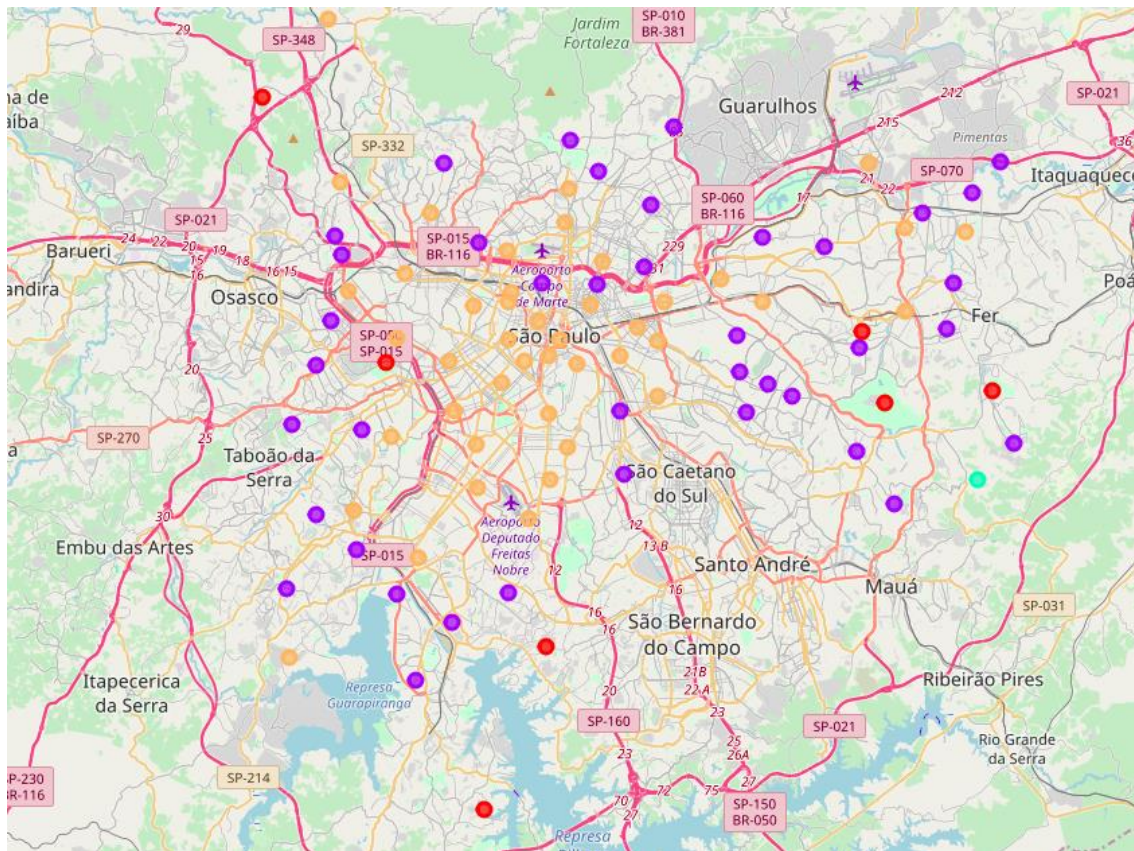 29
SP-348
Jardim
Fortaleza
SP-010
BR-381
Guarulhos
212
SP-021
215
Pimentas
36
na de
aíba
SP-332
21
22
SP-070
Itaquaquec
SP-060
BR-116
17
SP-021
Barueri
24
22
20
19
18
16
15
15
16
SP-015
BR-116
229
Aeroporto
de Marte
andira
Osasco
Poá
Fer
São Paulo
SP-015
20
SP-270
25
Taboão da
Serra
São Caetano
do Sul
30
Embu das Artes
Aeroporto
Deputado
Freitas
Nobre
12
13 B
12
SP-015
Santo André
16
Mauá
16
16
SP-031
São Bernardo
do Campo
21B
22 A
Itapecerica
da Serra
Represa
Guarapiranga
20
23
Ribeirão Pires
SP-160
SP-021
25
26A
23
27
Rio Grande
da Serra
SP-230
BR-116
SP-214
72
75
70
27
SP-150
BR-050
Represa